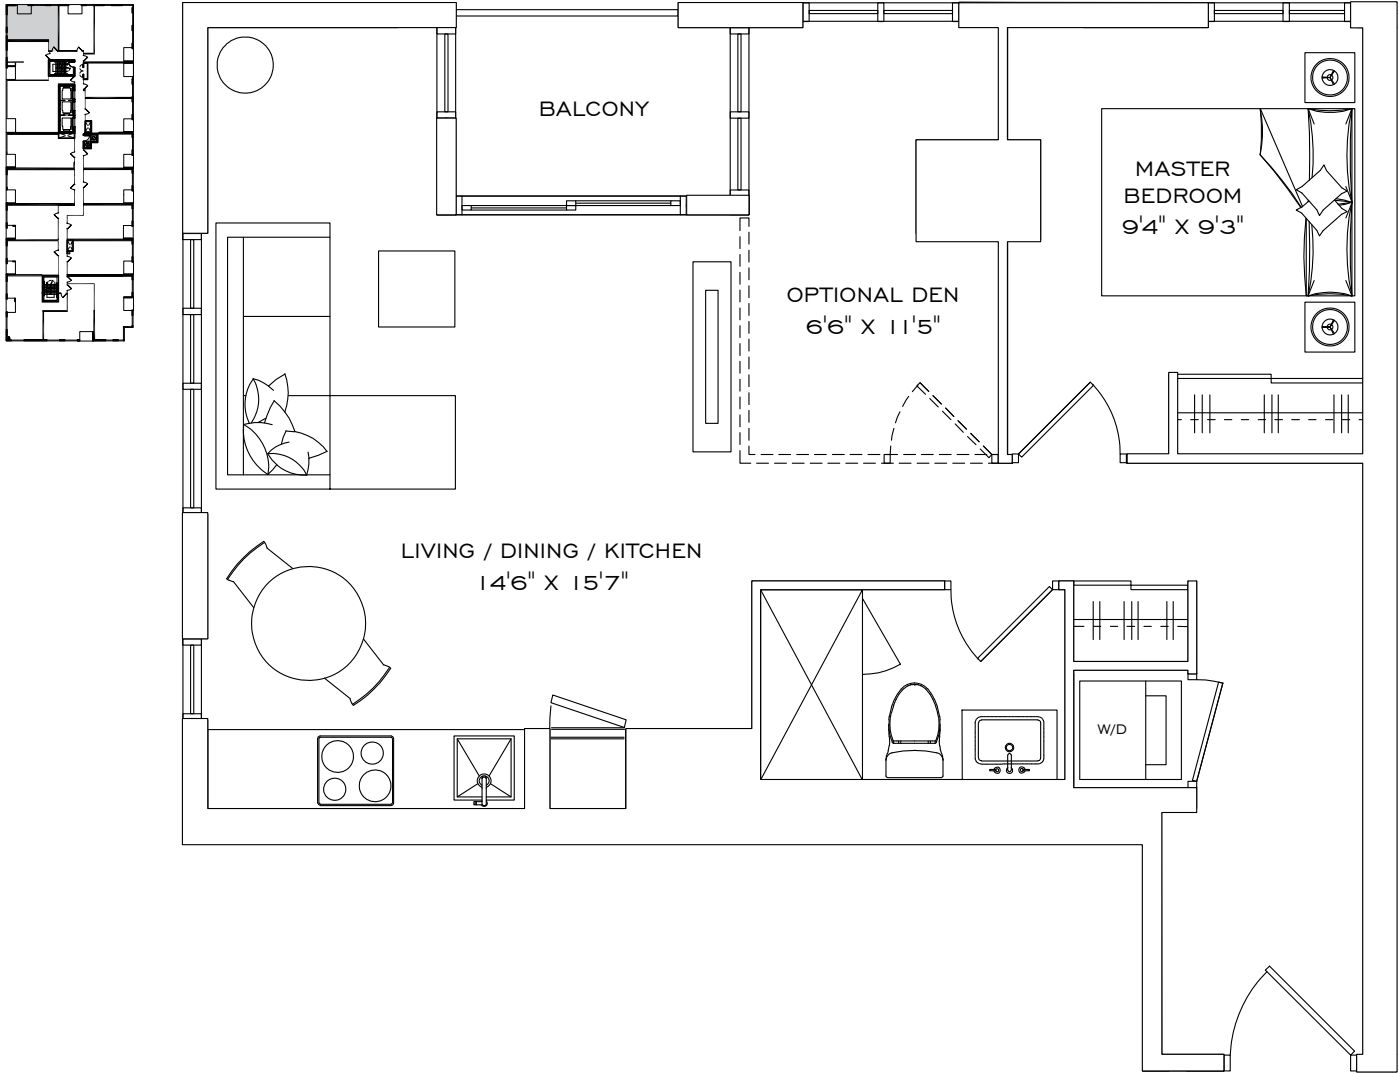 BALCONY
MASTER
BEDROOM
9'4" X 9'3"
OPTIONAL DEN
6'6" X 11'5"
LIVING / DINING / KITCHEN
14'6" X 15'7"
W/D